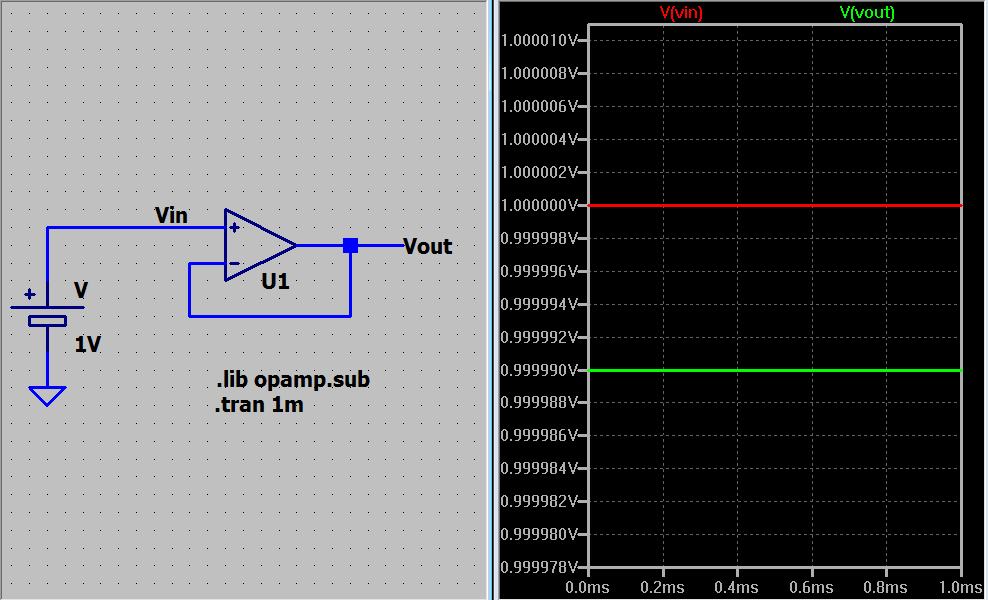 Vin
+
-
U1
Vout
+
V
1V
.lib opamp.sub
.tran 1m
V(vin) V(vout)
1.000010V
1.000008V
1.000006V
1.000004V
1.000002V
1.000000V
0.999998V
0.999996V
0.999994V
0.999992V
0.999990V
0.999988V
0.999986V
0.999984V
0.999982V
0.999980V
0.999978V
0.0ms 0.2ms 0.4ms 0.6ms 0.8ms 1.0ms